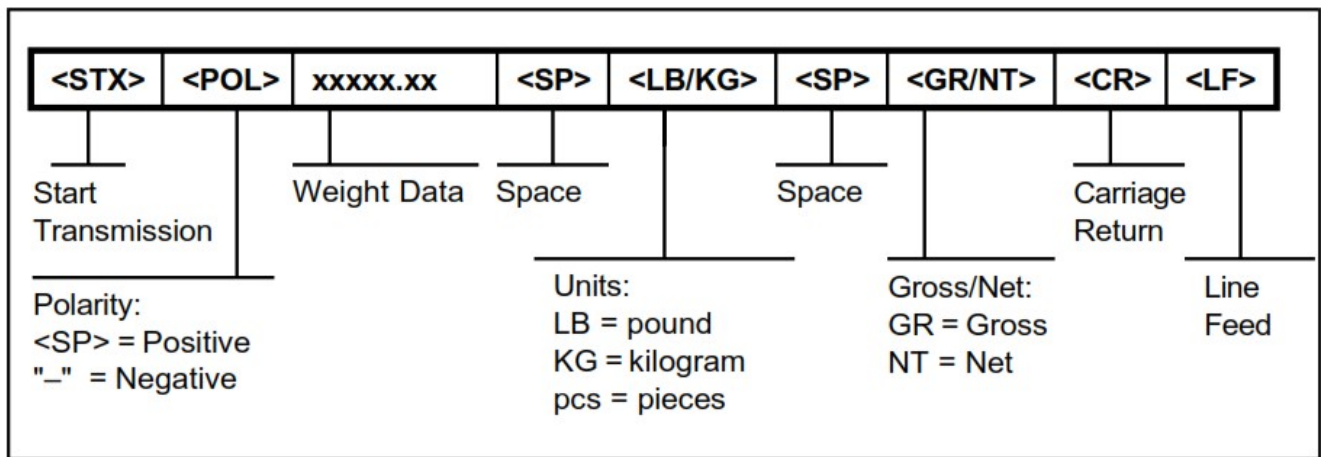 <STX> <POL> xxxxx.xx <SP> <LB/KG> <SP> <GR/NT> <CR> <LF>
Start
Transmission
Weight Data
Space
Space
Carriage
Return
Polarity:
<SP> = Positive
"–" = Negative
Units:
LB = pound
KG = kilogram
pcs = pieces
Gross/Net:
GR = Gross
NT = Net
Line
Feed